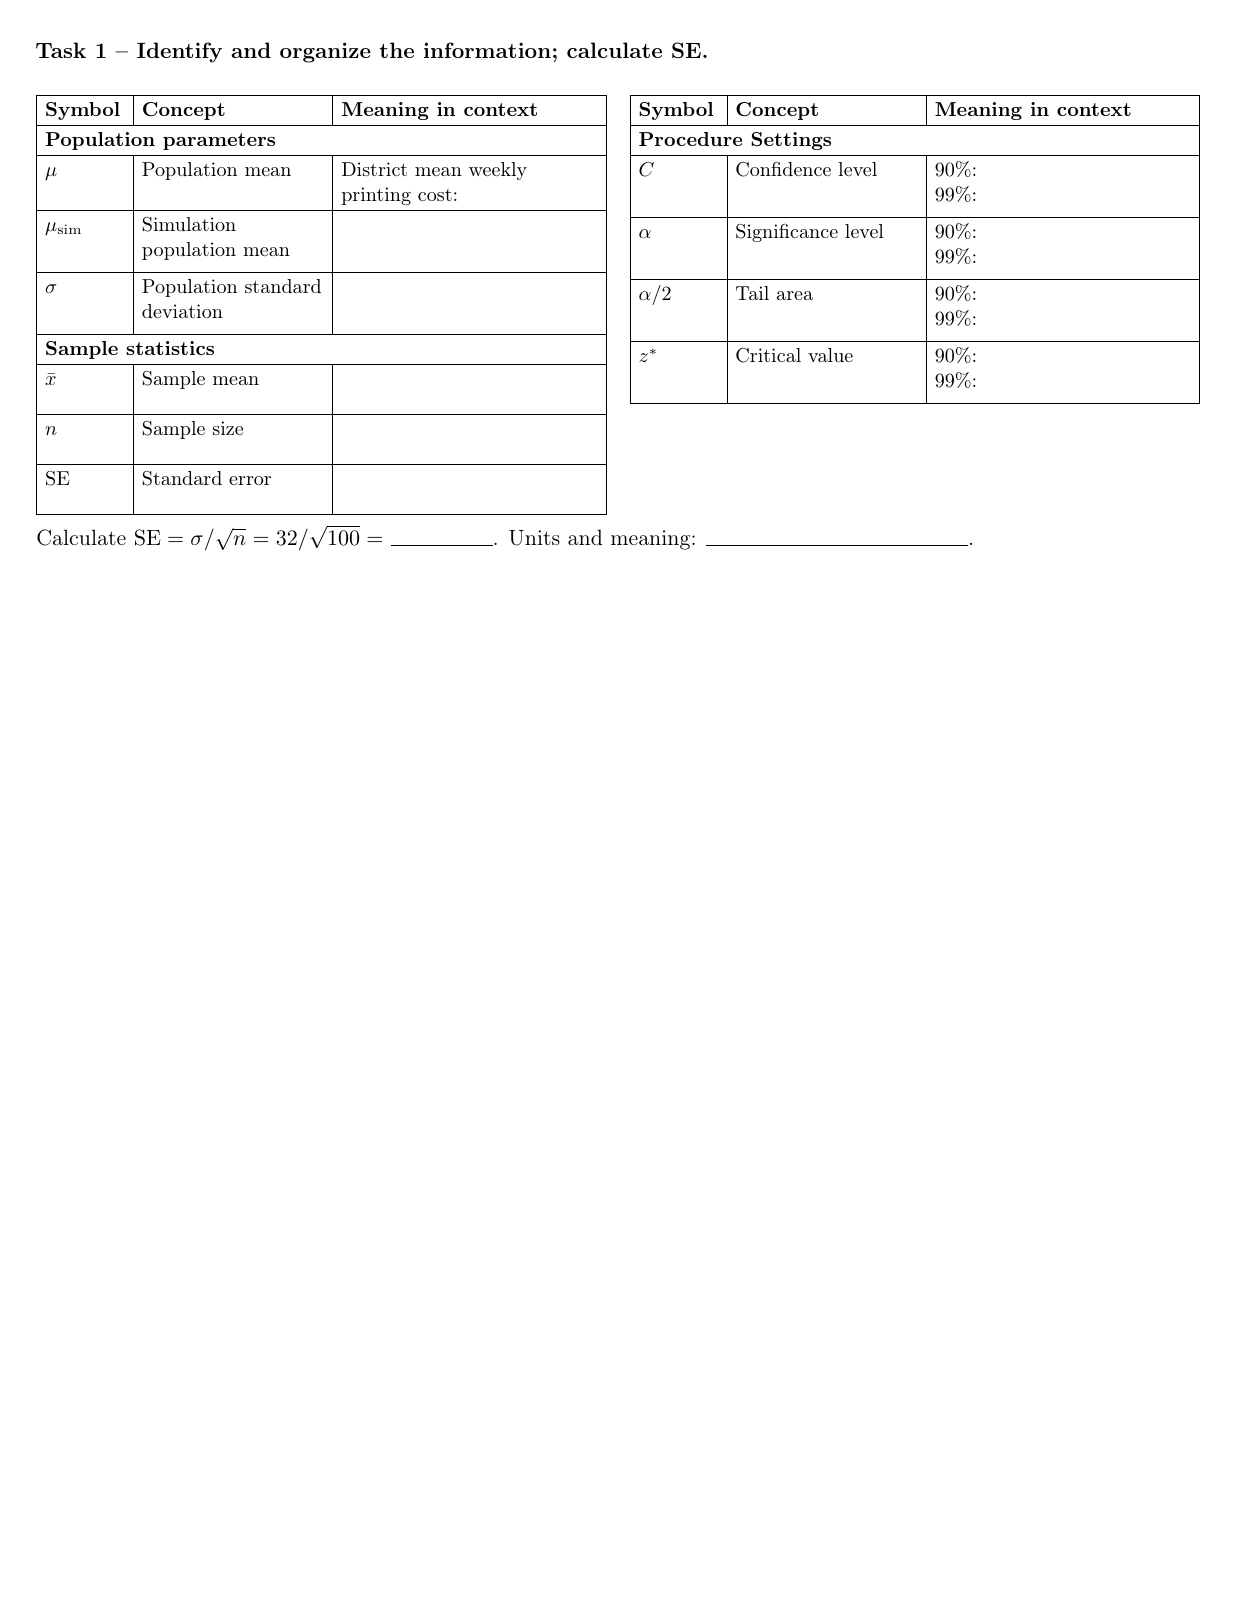 Task 1 – Identify and organize the information; calculate SE.
Symbol Concept Meaning in context
Population parameters
μ Population mean District mean weekly
printing cost:
μsim Simulation
population mean
σ Population standard
deviation
Sample statistics
x̄ Sample mean
n Sample size
SE Standard error
Symbol Concept Meaning in context
Procedure Settings
C Confidence level 90%:
99%:
α Significance level 90%:
99%:
α/2 Tail area 90%:
99%:
z* Critical value 90%:
99%:
Calculate SE = σ/√n = 32/√100 = ________. Units and meaning: ____________________.